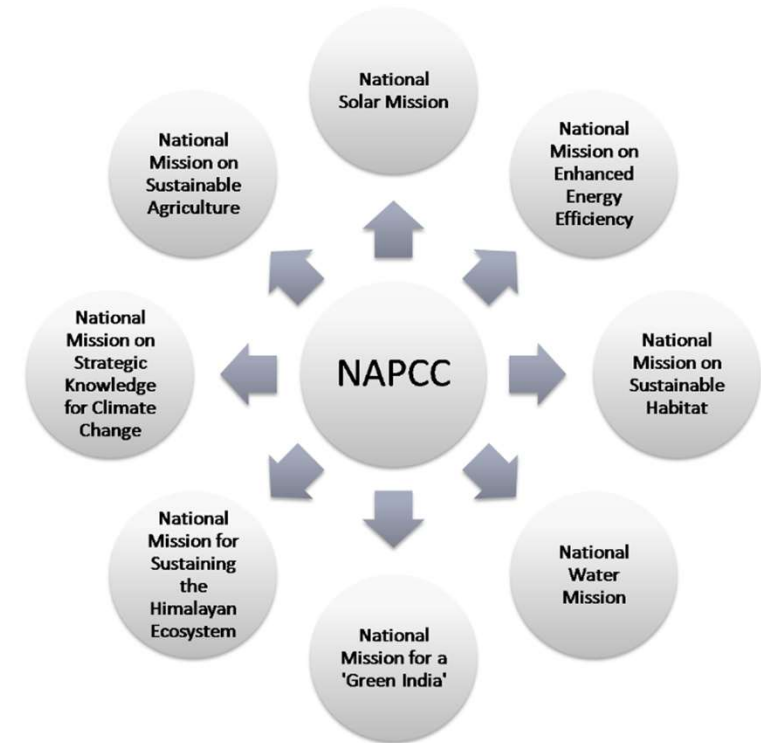 National
Solar Mission
National
Mission on
Enhanced
Energy
Efficiency
National
Mission on
Sustainable
Habitat
National
Water
Mission
National
Mission for a
'Green India'
National
Mission for
Sustaining
the
Himalayan
Ecosystem
National
Mission on
Strategic
Knowledge
for Climate
Change
National
Mission on
Sustainable
Agriculture
NAPCC